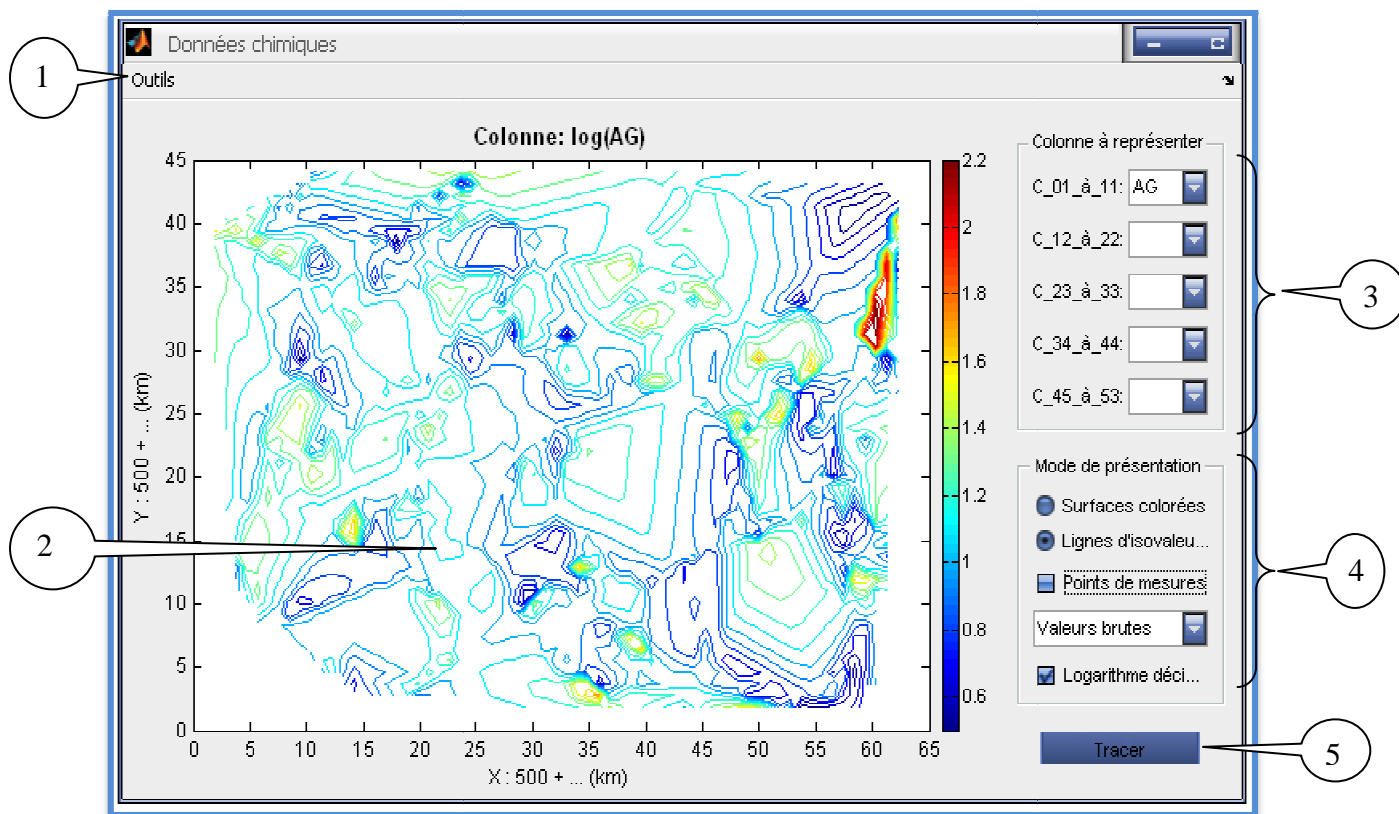 Données chimiques
1
Outils
Colonne: log(AG)
45
40
35
30
25
20
15
10
5
0
Y : 500 + ... (km)
0 5 10 15 20 25 30 35 40 45 50 55 60 65
X : 500 + ... (km)
2.2
2
1.8
1.6
1.4
1.2
1
0.8
0.6
2
Colonne à représenter
C_01_à_11: AG
C_12_à_22:
C_23_à_33:
C_34_à_44:
C_45_à_53:
3
Mode de présentation
Surfaces colorées
Lignes d'isovaleu...
Points de mesures
Valeurs brutes
Logarithme déci...
4
Tracer
5